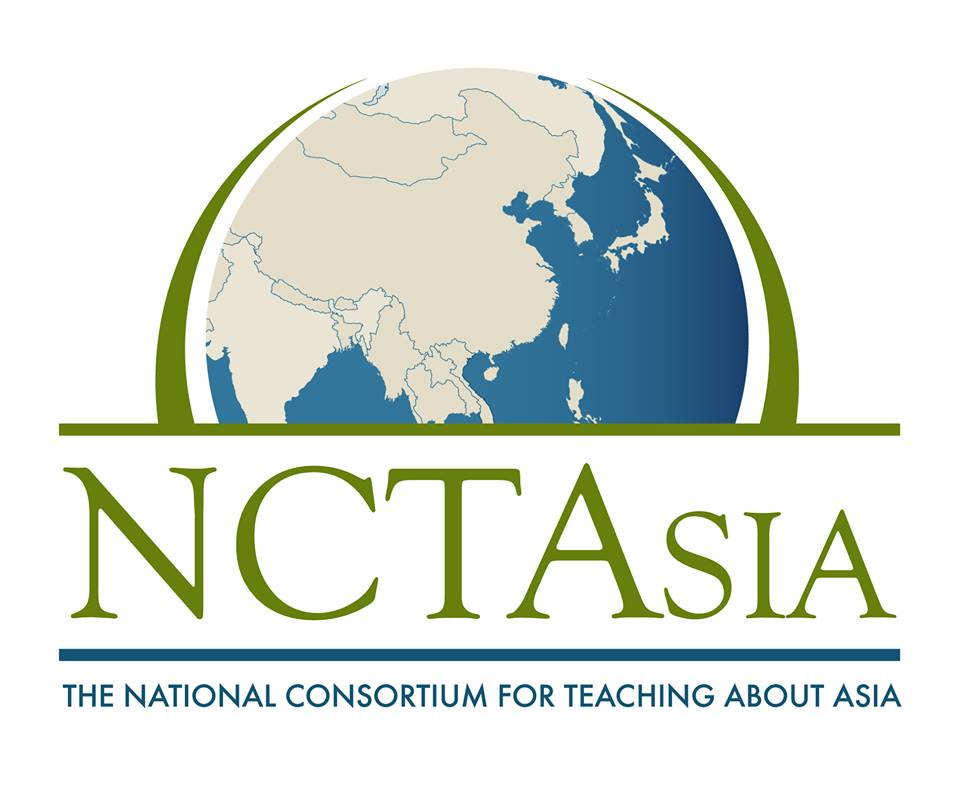 NCTASIA
THE NATIONAL CONSORTIUM FOR TEACHING ABOUT ASIA